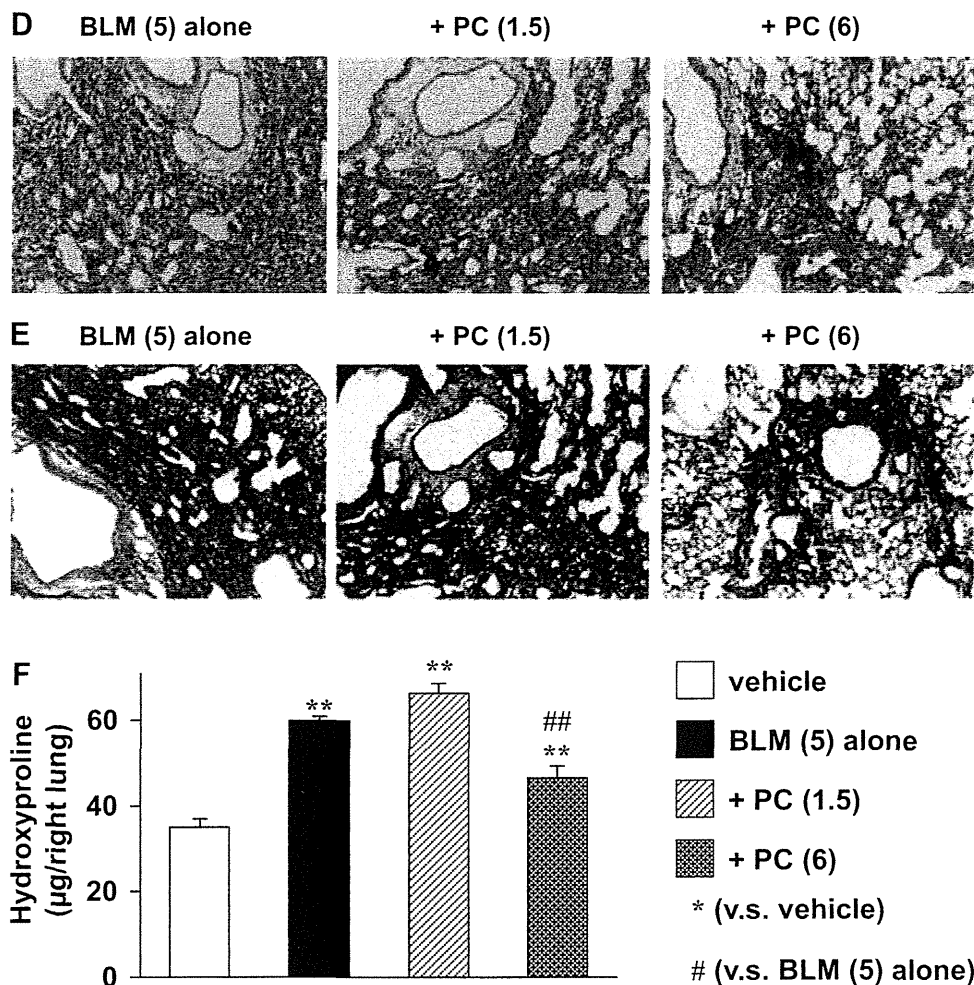 D
BLM (5) alone
+ PC (1.5)
+ PC (6)
E
BLM (5) alone
+ PC (1.5)
+ PC (6)
F
Hydroxyproline
(µg/right lung)
60
40
20
0
**
**
##
**
vehicle
BLM (5) alone
+ PC (1.5)
+ PC (6)
* (v.s. vehicle)
# (v.s. BLM (5) alone)